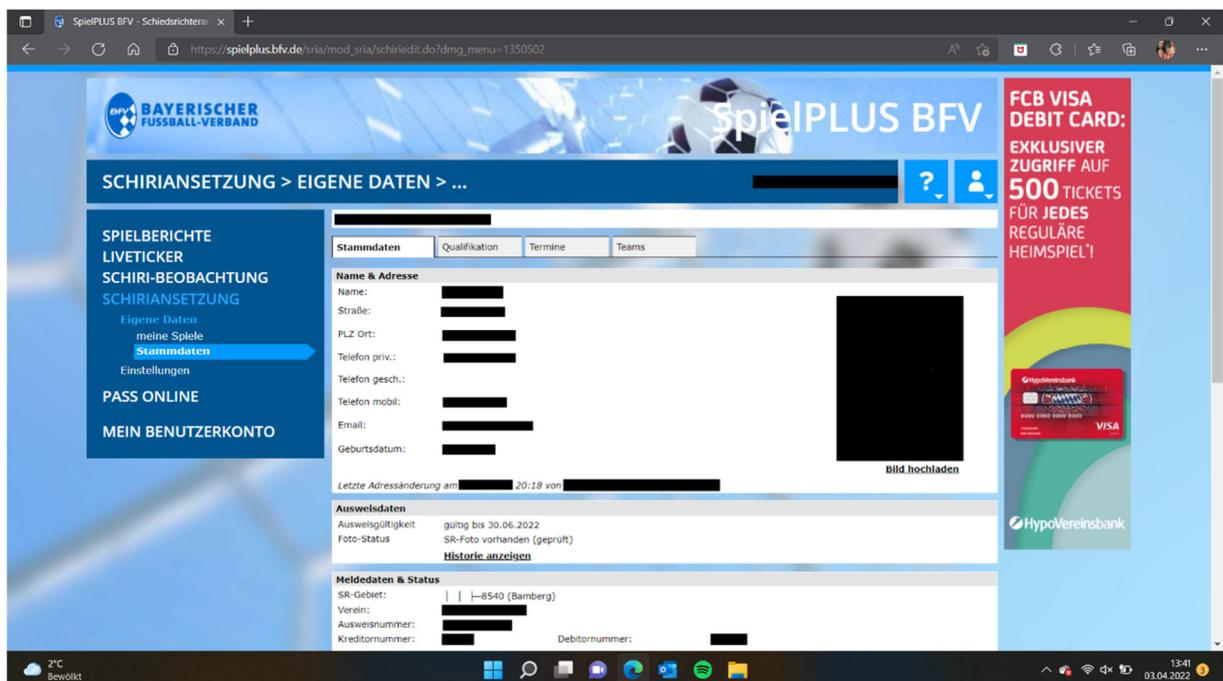 SpielPLUS BFV - Schiedsrichteran
https://spielplus.bfv.de/sria/mod_sria/schiriedit.do?dmg_menu=1350502
BFV
BAYERISCHER
FUSSBALL-VERBAND
SpielPLUS BFV
SCHIRIANSETZUNG > EIGENE DATEN > ...
?
SPIELBERICHTE
LIVETICKER
SCHIRI-BEOBACHTUNG
SCHIRIANSETZUNG
Eigene Daten
meine Spiele
Stammdaten
Einstellungen
PASS ONLINE
MEIN BENUTZERKONTO
Stammdaten Qualifikation Termine Teams
Name & Adresse
Name:
Straße:
PLZ Ort:
Telefon priv.:
Telefon gesch.:
Telefon mobil:
Email:
Geburtsdatum:
Bild hochladen
Letzte Adressänderung am 20:18 von
Ausweisdaten
Ausweisgültigkeit gültig bis 30.06.2022
Foto-Status SR-Foto vorhanden (geprüft)
Historie anzeigen
Meldedaten & Status
SR-Gebiet: | | ├─8540 (Bamberg)
Verein:
Ausweisnummer:
Kreditornummer: Debitornummer:
FCB VISA
DEBIT CARD:
EXKLUSIVER
ZUGRIFF AUF
500 TICKETS
FÜR JEDES
REGULÄRE
HEIMSPIEL*!
HypoVereinsbank
VISA
HypoVereinsbank
2°C
Bewölkt
13:41
03.04.2022
3